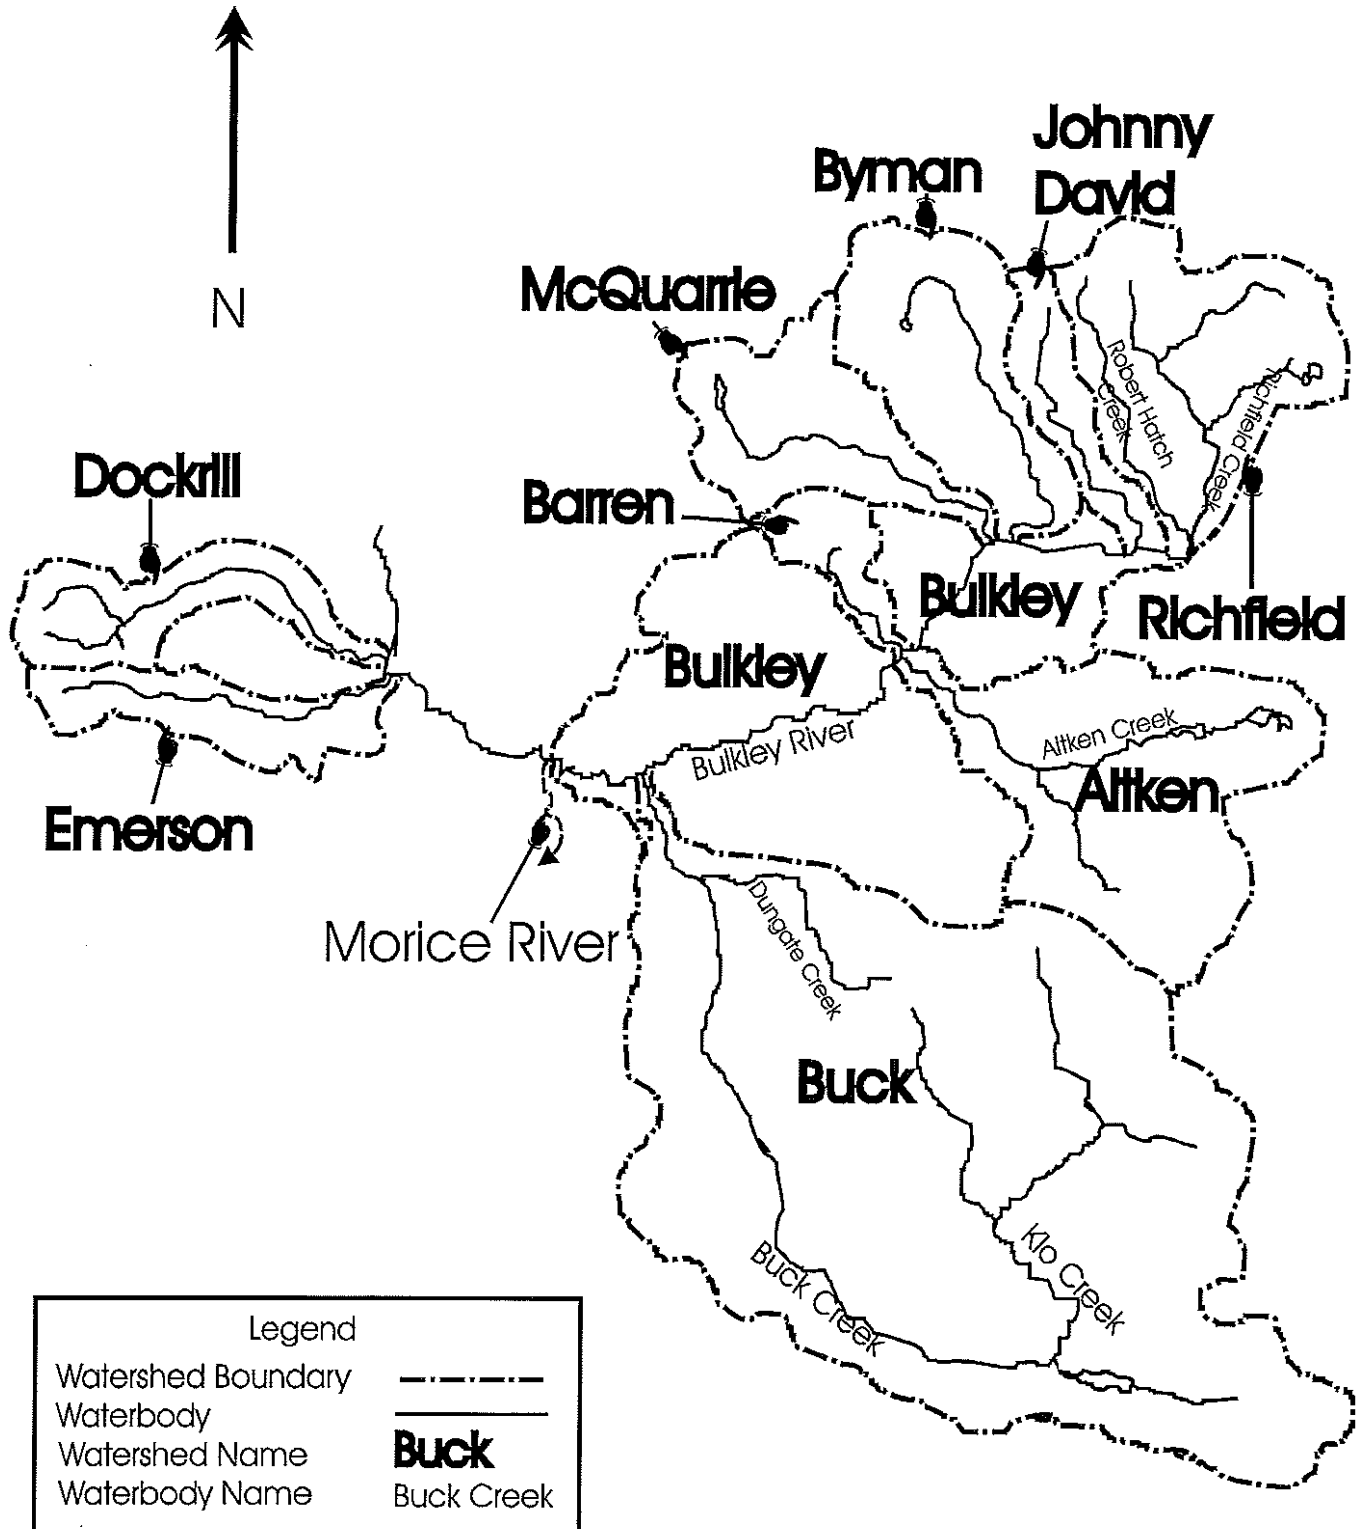 Johnny
David
Byman
McQuarrie
N
Robert Hatch
Creek
Richfield Creek
Dockrill
Barren
Bulkley
Richfield
Bulkley
Bulkley River
Aitken Creek
Aitken
Emerson
Morice River
Dungate Creek
Buck
Klo Creek
Buck Creek
Legend
Watershed Boundary
Waterbody
Watershed Name Buck
Waterbody Name Buck Creek